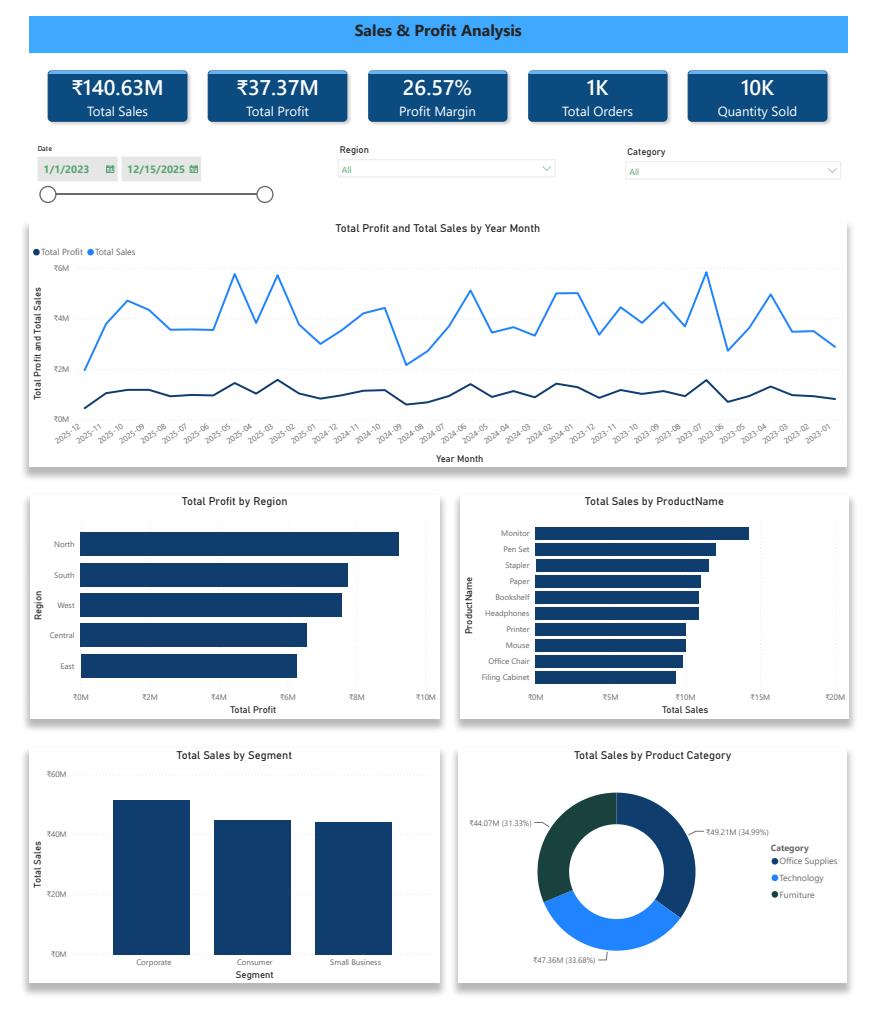 Sales & Profit Analysis
₹140.63M
Total Sales
₹37.37M
Total Profit
26.57%
Profit Margin
1K
Total Orders
10K
Quantity Sold
Date
1/1/2023
12/15/2025
Region
All
Category
All
Total Profit and Total Sales by Year Month
Total Profit
Total Sales
Total Profit and Total Sales
₹6M
₹4M
₹2M
₹0M
2025-12
2025-11
2025-10
2025-09
2025-08
2025-07
2025-06
2025-05
2025-04
2025-03
2025-02
2025-01
2024-12
2024-11
2024-10
2024-09
2024-08
2024-07
2024-06
2024-05
2024-04
2024-03
2024-02
2024-01
2023-12
2023-11
2023-10
2023-09
2023-08
2023-07
2023-06
2023-05
2023-04
2023-03
2023-02
2023-01
Year Month
Total Profit by Region
Region
North
South
West
Central
East
₹0M
₹2M
₹4M
₹6M
₹8M
₹10M
Total Profit
Total Sales by ProductName
ProductName
Monitor
Pen Set
Stapler
Paper
Bookshelf
Headphones
Printer
Mouse
Office Chair
Filing Cabinet
₹0M
₹5M
₹10M
₹15M
₹20M
Total Sales
Total Sales by Segment
Total Sales
₹60M
₹40M
₹20M
₹0M
Corporate
Consumer
Small Business
Segment
Total Sales by Product Category
₹44.07M (31.33%)
₹49.21M (34.99%)
₹47.36M (33.68%)
Category
Office Supplies
Technology
Furniture